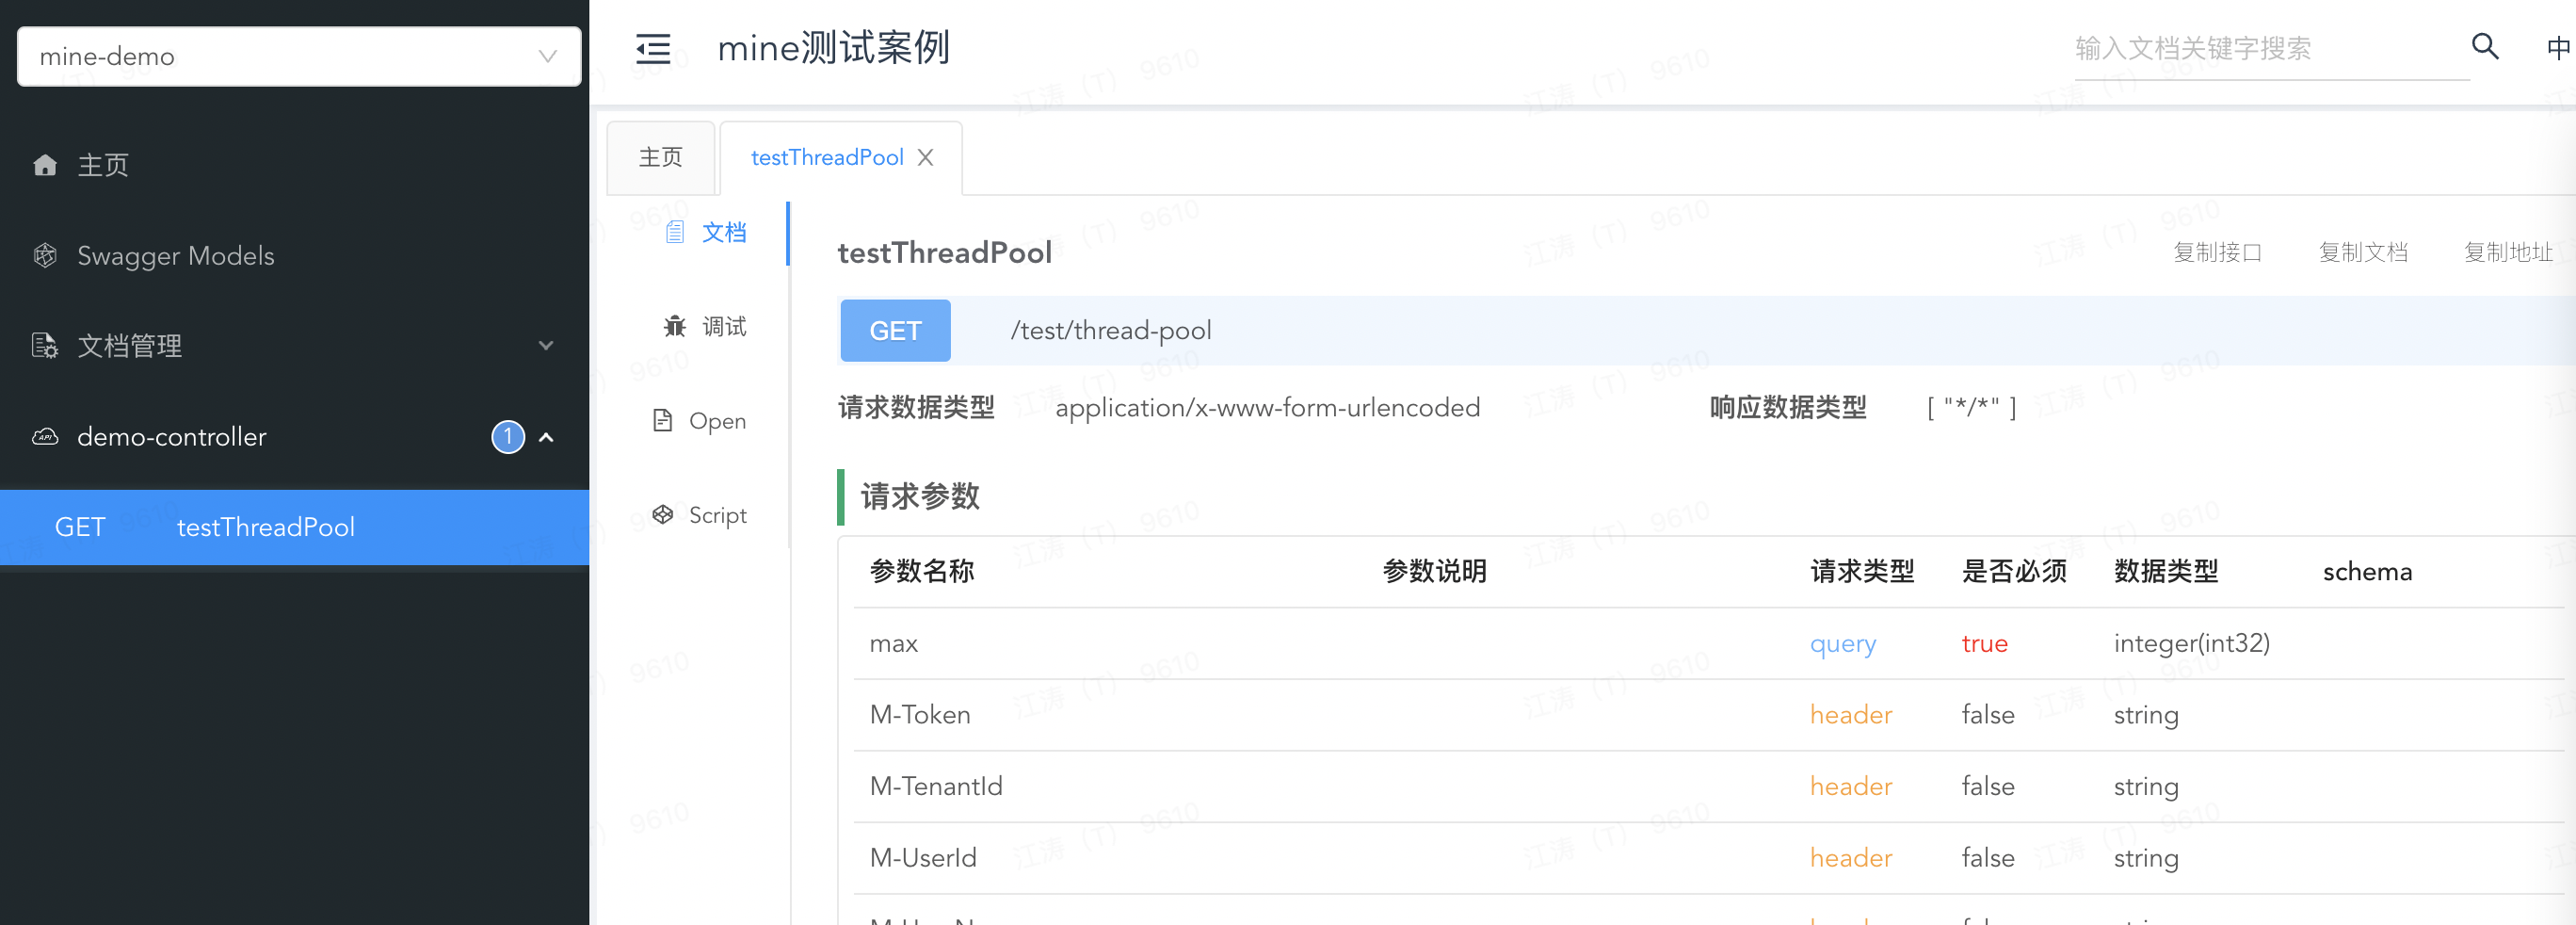 mine-demo
主页
Swagger Models
文档管理
demo-controller 1
GET testThreadPool
mine测试案例
输入文档关键字搜索
中
主页
testThreadPool
文档
调试
Open
Script
testThreadPool
复制接口 复制文档 复制地址
GET /test/thread-pool
请求数据类型 application/x-www-form-urlencoded 响应数据类型 [ "*/*" ]
请求参数
参数名称 参数说明 请求类型 是否必须 数据类型 schema
max query true integer(int32)
M-Token header false string
M-TenantId header false string
M-UserId header false string
江涛（T） 9610